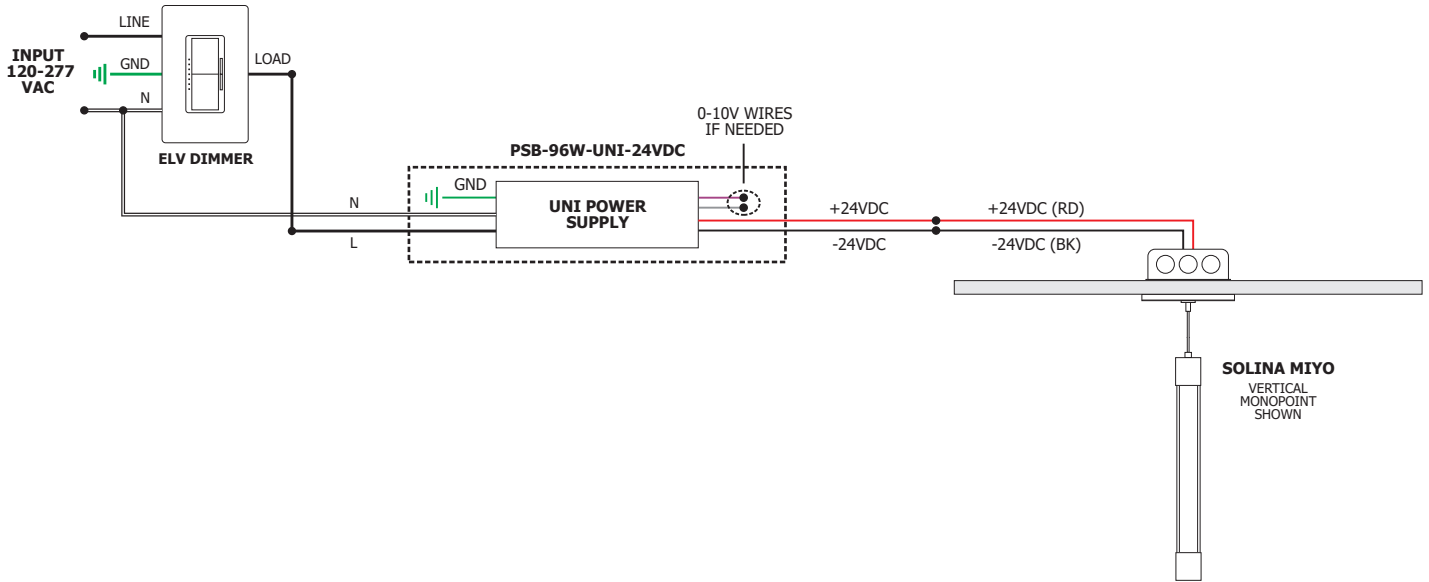 LINE
INPUT
120-277
VAC
GND
N
LOAD
ELV DIMMER
0-10V WIRES
IF NEEDED
PSB-96W-UNI-24VDC
GND
UNI POWER
SUPPLY
N
L
+24VDC
+24VDC (RD)
-24VDC
-24VDC (BK)
SOLINA MIYO
VERTICAL
MONOPOINT
SHOWN